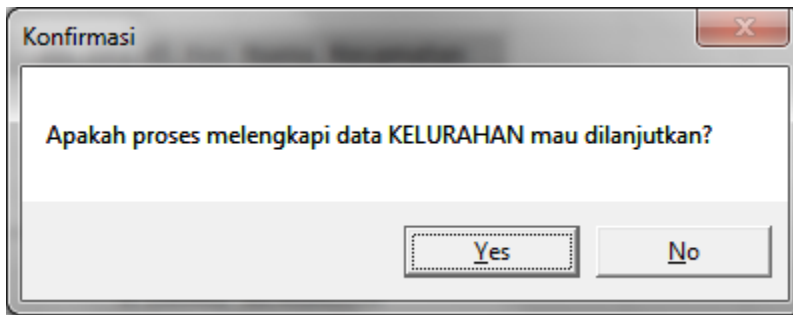 Konfirmasi
Apakah proses melengkapi data KELURAHAN mau dilanjutkan?
Yes
No